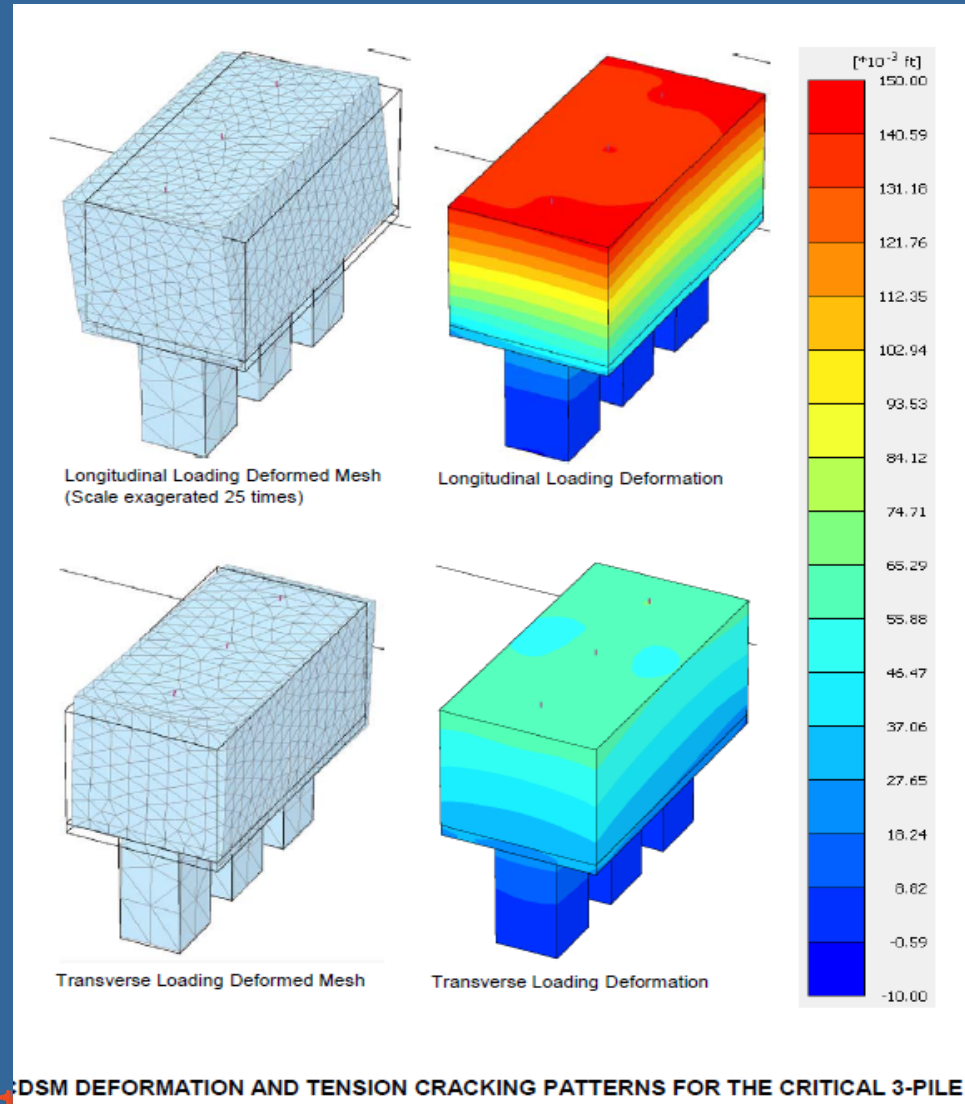 [*10⁻³ ft]
150.00
140.59
131.18
121.76
112.35
102.94
93.53
84.12
74.71
65.29
55.88
46.47
37.06
27.65
18.24
8.82
-0.59
-10.00
Longitudinal Loading Deformed Mesh
(Scale exagerated 25 times)
Longitudinal Loading Deformation
Transverse Loading Deformed Mesh
Transverse Loading Deformation
CDSM DEFORMATION AND TENSION CRACKING PATTERNS FOR THE CRITICAL 3-PILE